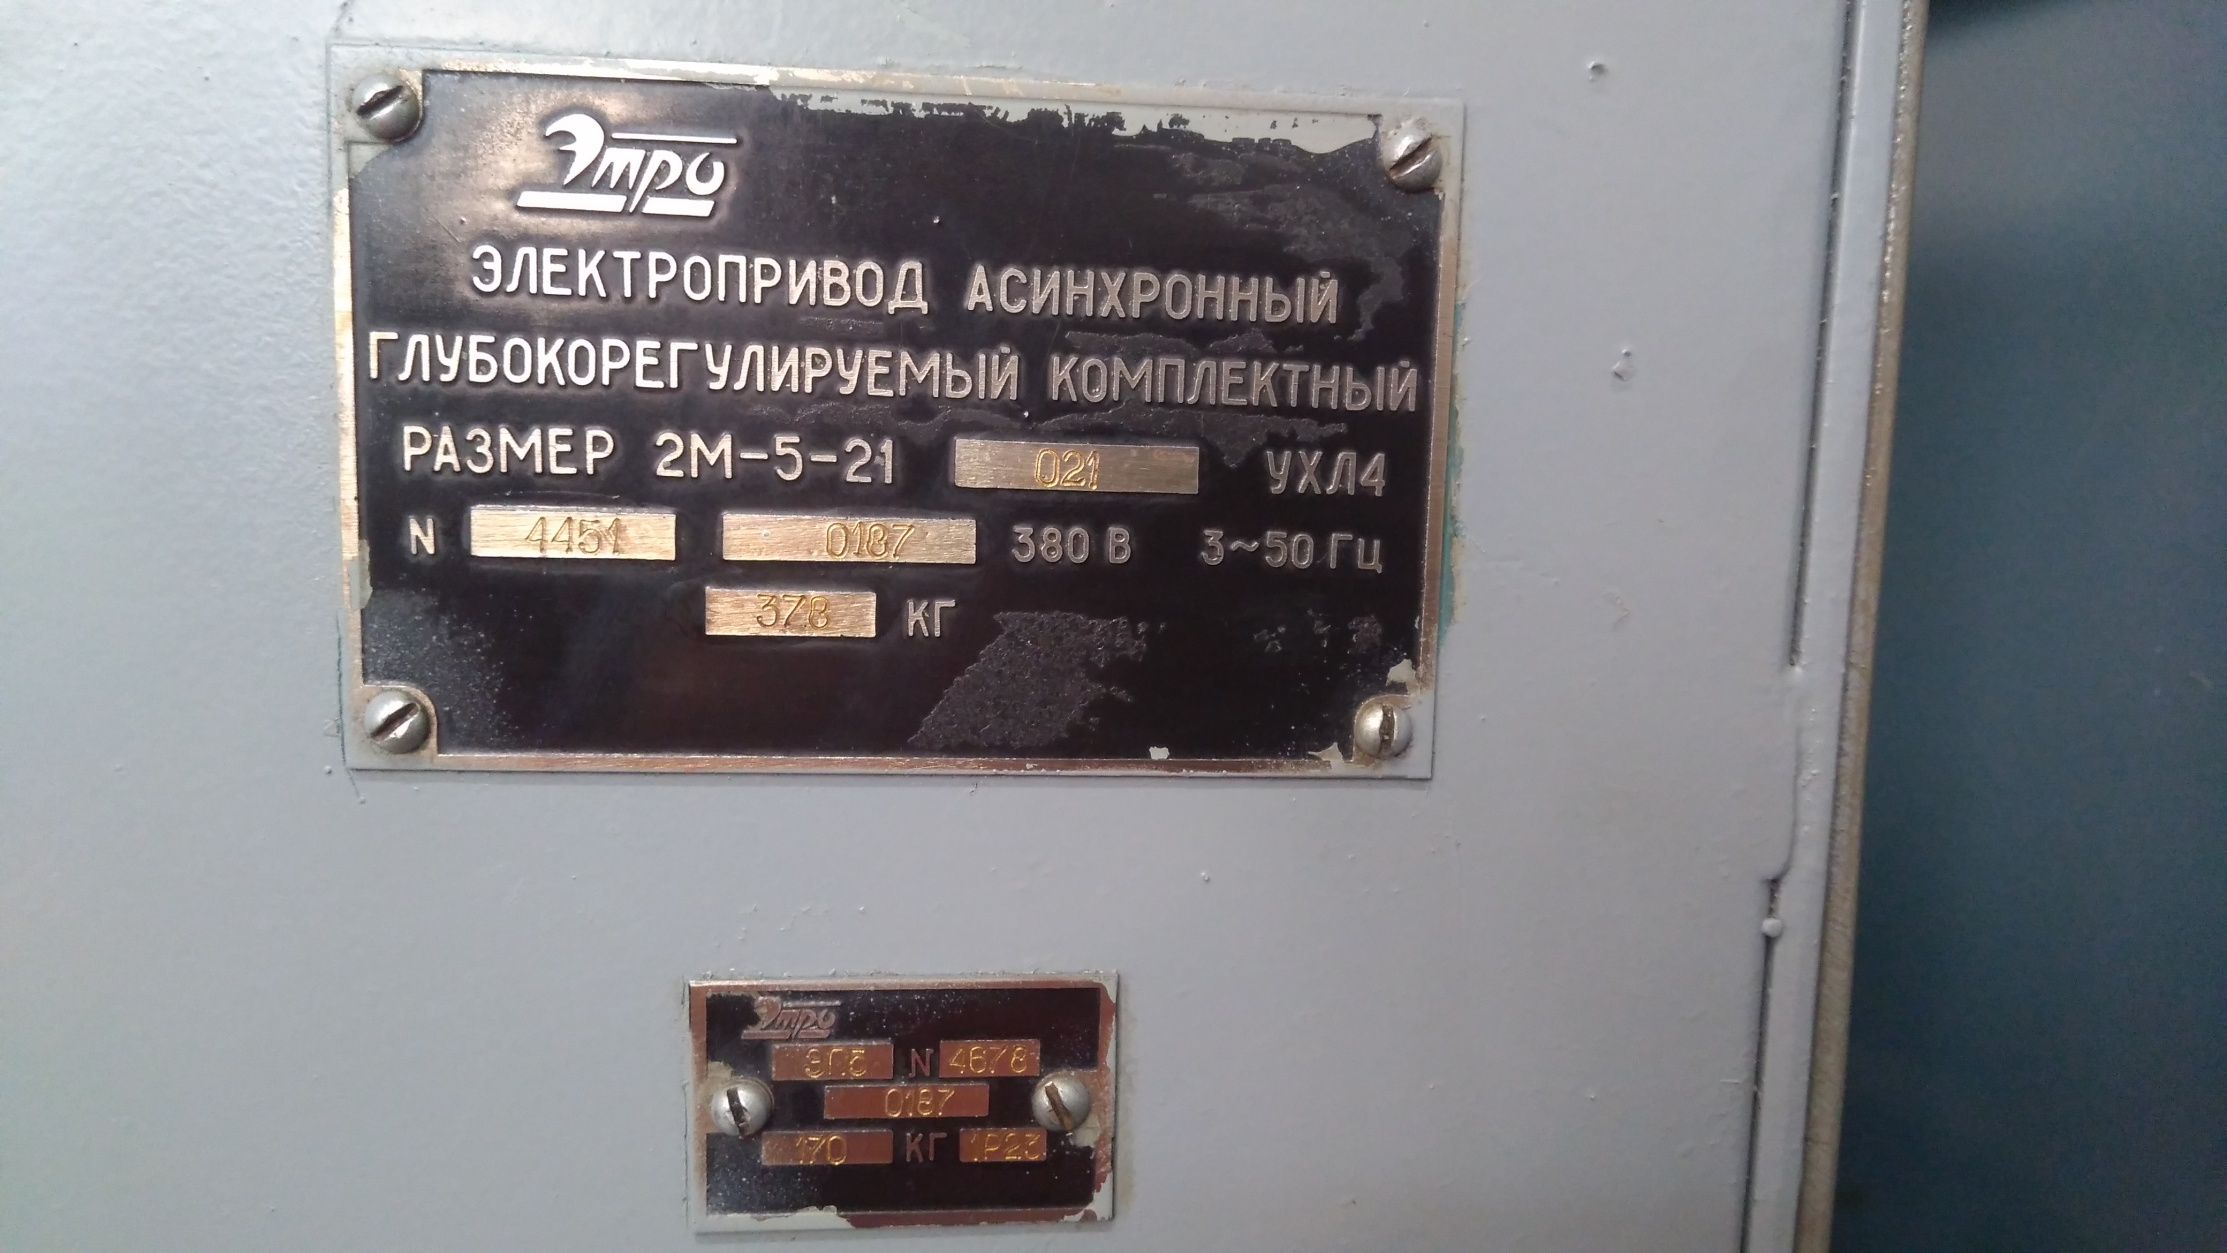 Этро
ЭЛЕКТРОПРИВОД АСИНХРОННЫЙ
ГЛУБОКОРЕГУЛИРУЕМЫЙ КОМПЛЕКТНЫЙ
РАЗМЕР 2М-5-21 021 УХЛ4
N 4451 0187 380 В 3~50 ГЦ
378 КГ
Этро
ЭП5 N 4678
0187
170 КГ IP23